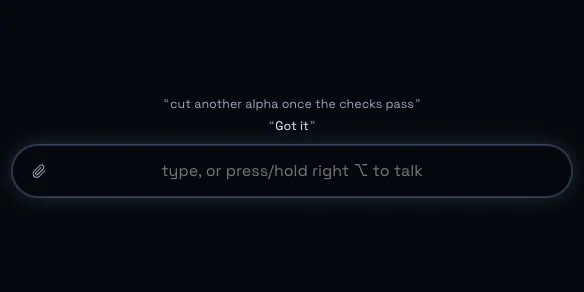 “cut another alpha once the checks pass”
“Got it”
type, or press/hold right ⌥ to talk